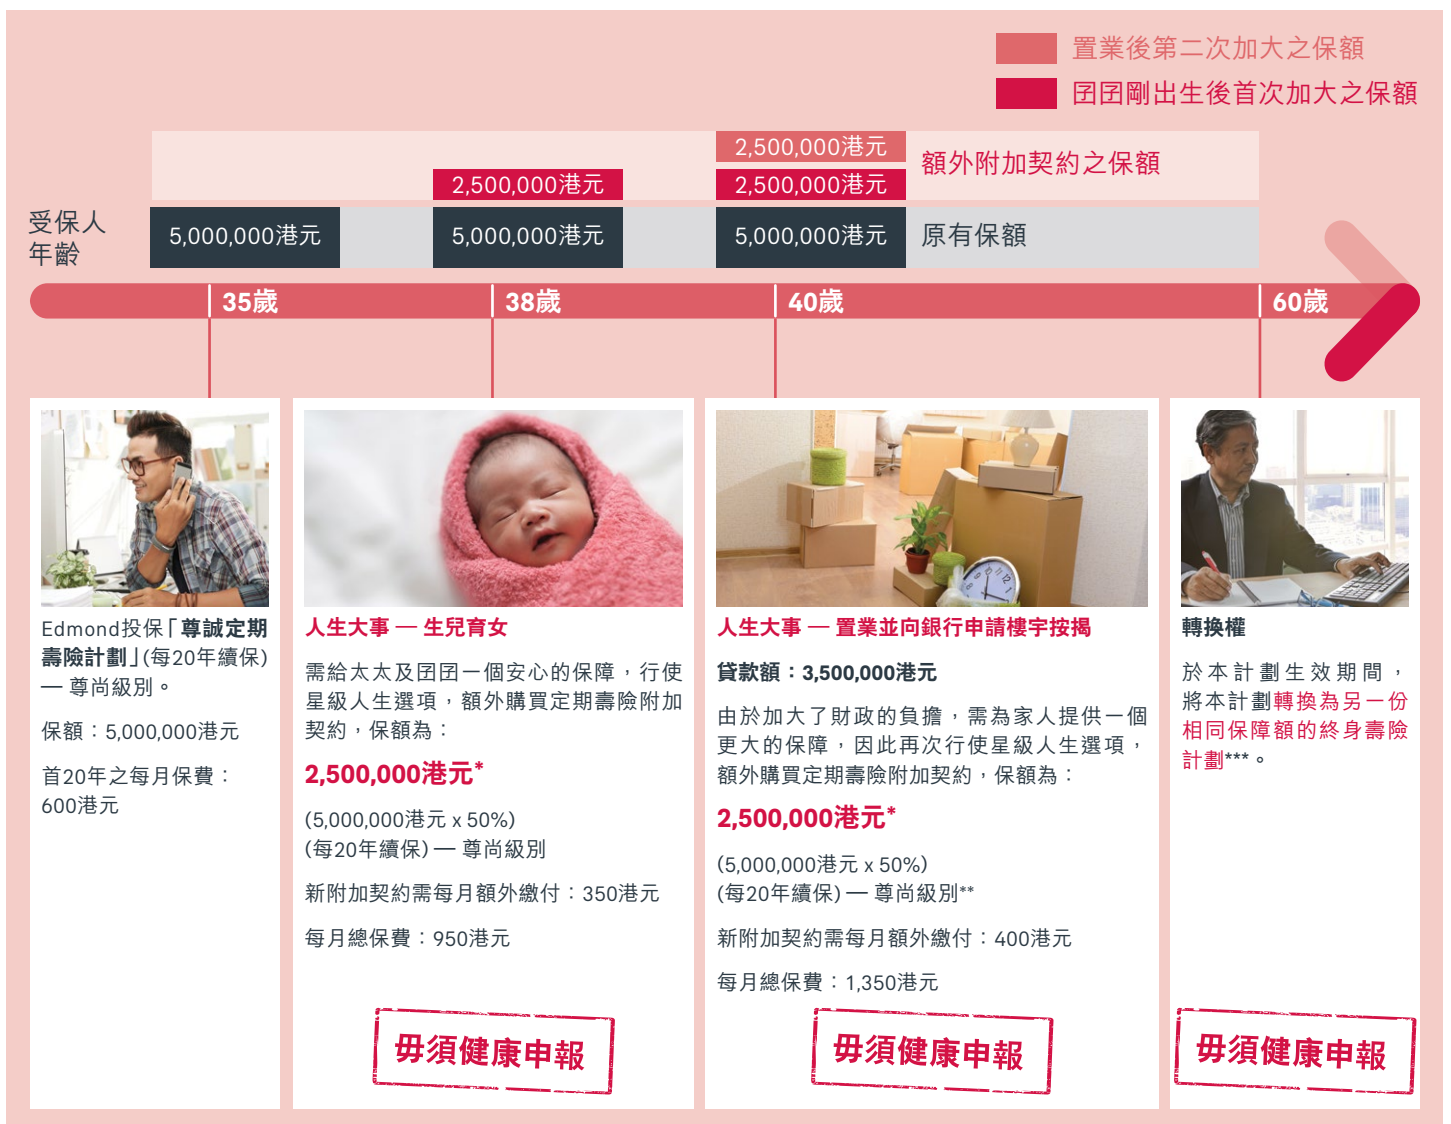 置業後第二次加大之保額
囝囝剛出生後首次加大之保額
2,500,000港元
2,500,000港元
2,500,000港元
額外附加契約之保額
受保人
年齡
5,000,000港元
5,000,000港元
5,000,000港元
原有保額
35歲
38歲
40歲
60歲
Edmond投保「尊誠定期
壽險計劃」(每20年續保)
— 尊尚級別。
保額：5,000,000港元
首20年之每月保費：
600港元
人生大事 — 生兒育女
需給太太及囝囝一個安心的保障，行使
星級人生選項，額外購買定期壽險附加
契約，保額為：
2,500,000港元*
(5,000,000港元 x 50%)
(每20年續保) — 尊尚級別
新附加契約需每月額外繳付：350港元
每月總保費：950港元
毋須健康申報
人生大事 — 置業並向銀行申請樓宇按揭
貸款額：3,500,000港元
由於加大了財政的負擔，需為家人提供一個
更大的保障，因此再次行使星級人生選項，
額外購買定期壽險附加契約，保額為：
2,500,000港元*
(5,000,000港元 x 50%)
(每20年續保) — 尊尚級別**
新附加契約需每月額外繳付：400港元
每月總保費：1,350港元
毋須健康申報
轉換權
於本計劃生效期間，
將本計劃轉換為另一份
相同保障額的終身壽險
計劃***。
毋須健康申報